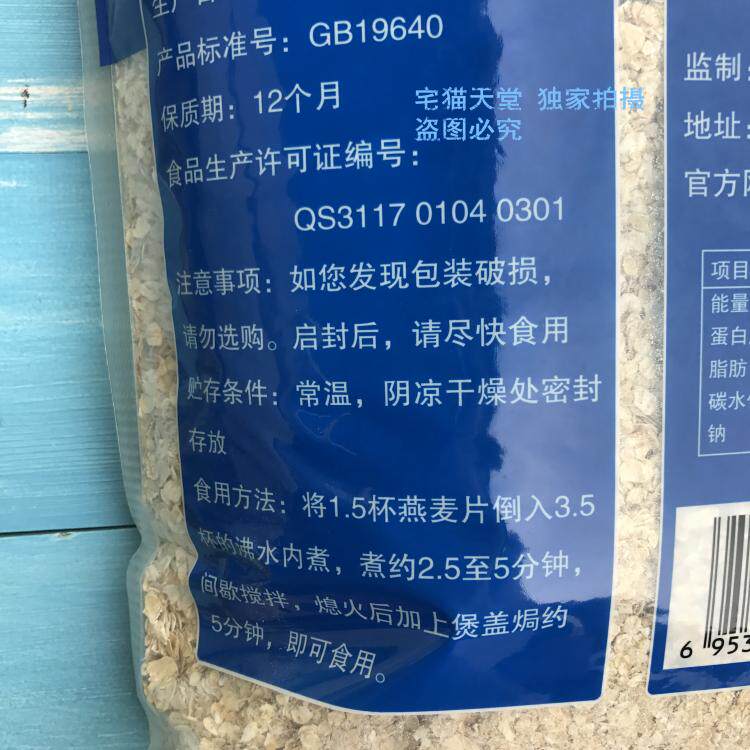 生产日
产品标准号：GB19640
保质期：12个月
宅猫天堂 独家拍摄
盗图必究
食品生产许可证编号：
QS3117 0104 0301
注意事项：如您发现包装破损，
请勿选购。启封后，请尽快食用
贮存条件：常温，阴凉干燥处密封
存放
食用方法：将1.5杯燕麦片倒入3.5
杯的沸水内煮，煮约2.5至5分钟，
间歇搅拌，熄火后加上煲盖焗约
5分钟，即可食用。
监制：
地址：
官方网
项目
能量
蛋白
脂肪
碳水
钠
6 953